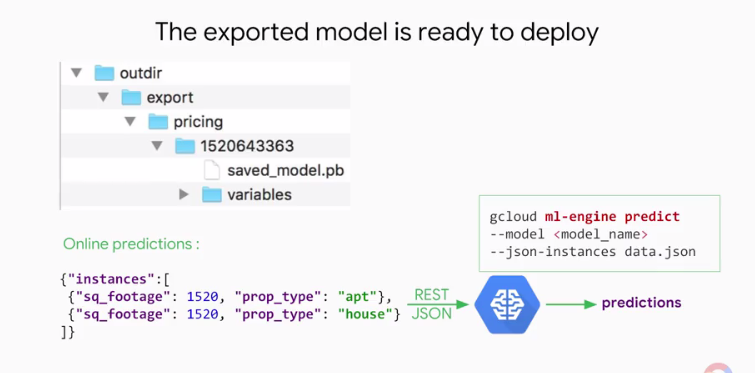 The exported model is ready to deploy
outdir
export
pricing
1520643363
saved_model.pb
variables
gcloud ml-engine predict
--model <model_name>
--json-instances data.json
Online predictions :
{"instances":[
{"sq_footage": 1520, "prop_type": "apt"},
{"sq_footage": 1520, "prop_type": "house"}
]}
REST
JSON
predictions